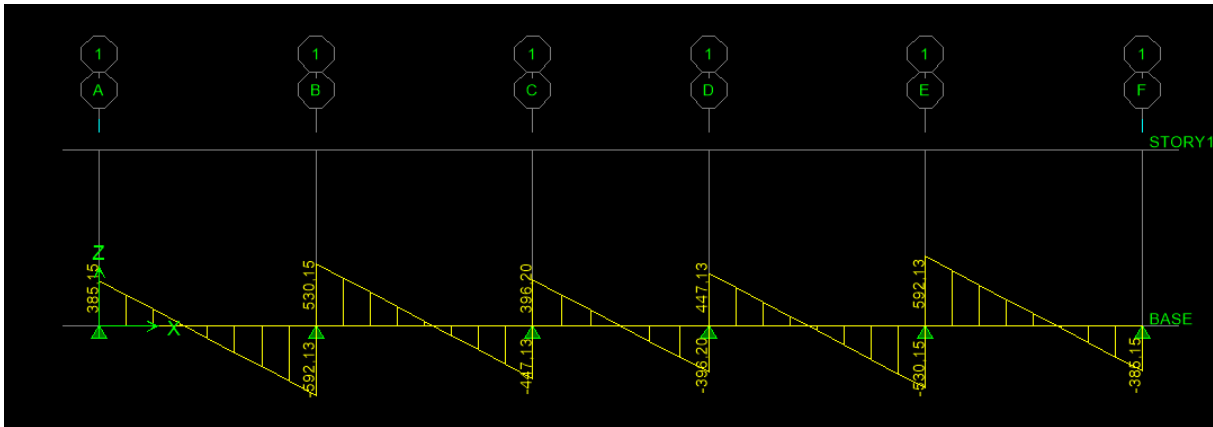 1 1 1 1 1 1
A B C D E F
STORY1
Z
385.15 530.15 396.20 447.13 592.13
X
BASE
-592.13 -447.13 -396.20 -530.15 -385.15